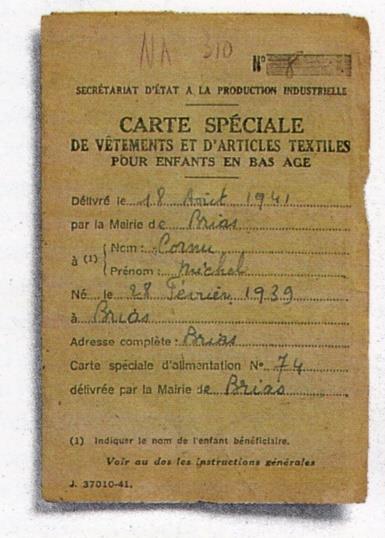 NA 310
N° 8
SECRÉTARIAT D'ÉTAT A LA PRODUCTION INDUSTRIELLE
CARTE SPÉCIALE
DE VÊTEMENTS ET D'ARTICLES TEXTILES
POUR ENFANTS EN BAS AGE
Délivré le 18 Août 1941
par la Mairie de Brias
à (1) { Nom : Cornu
Prénom : Michel
Né le 28 Février 1939
à Brias
Adresse complète : Brias
Carte spéciale d'alimentation N° 74
délivrée par la Mairie de Brias
(1) Indiquer le nom de l'enfant bénéficiaire.
Voir au dos les instructions générales
J. 37010-41.